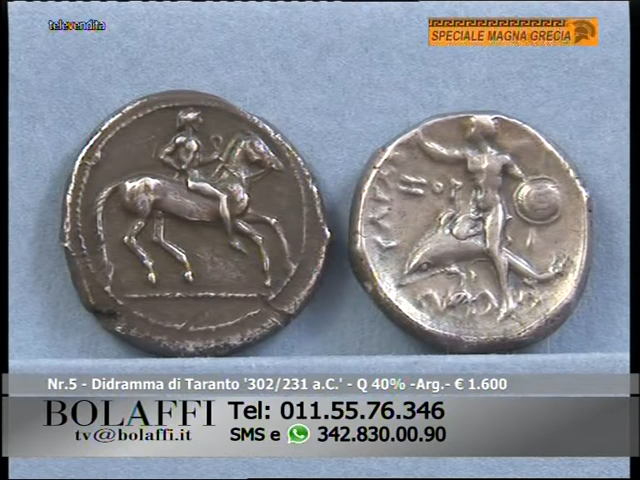 televendita
SPECIALE MAGNA GRECIA
Nr.5 - Didramma di Taranto '302/231 a.C.' - Q 40% -Arg.- € 1.600
BOLAFFI
tv@bolaffi.it
Tel: 011.55.76.346
SMS e 342.830.00.90